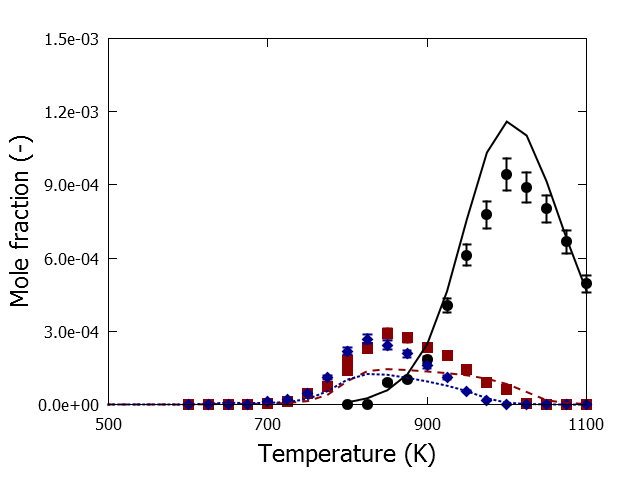 1.5e-03
1.2e-03
9.0e-04
6.0e-04
3.0e-04
0.0e+00
500
700
900
1100
Temperature (K)
Mole fraction (-)